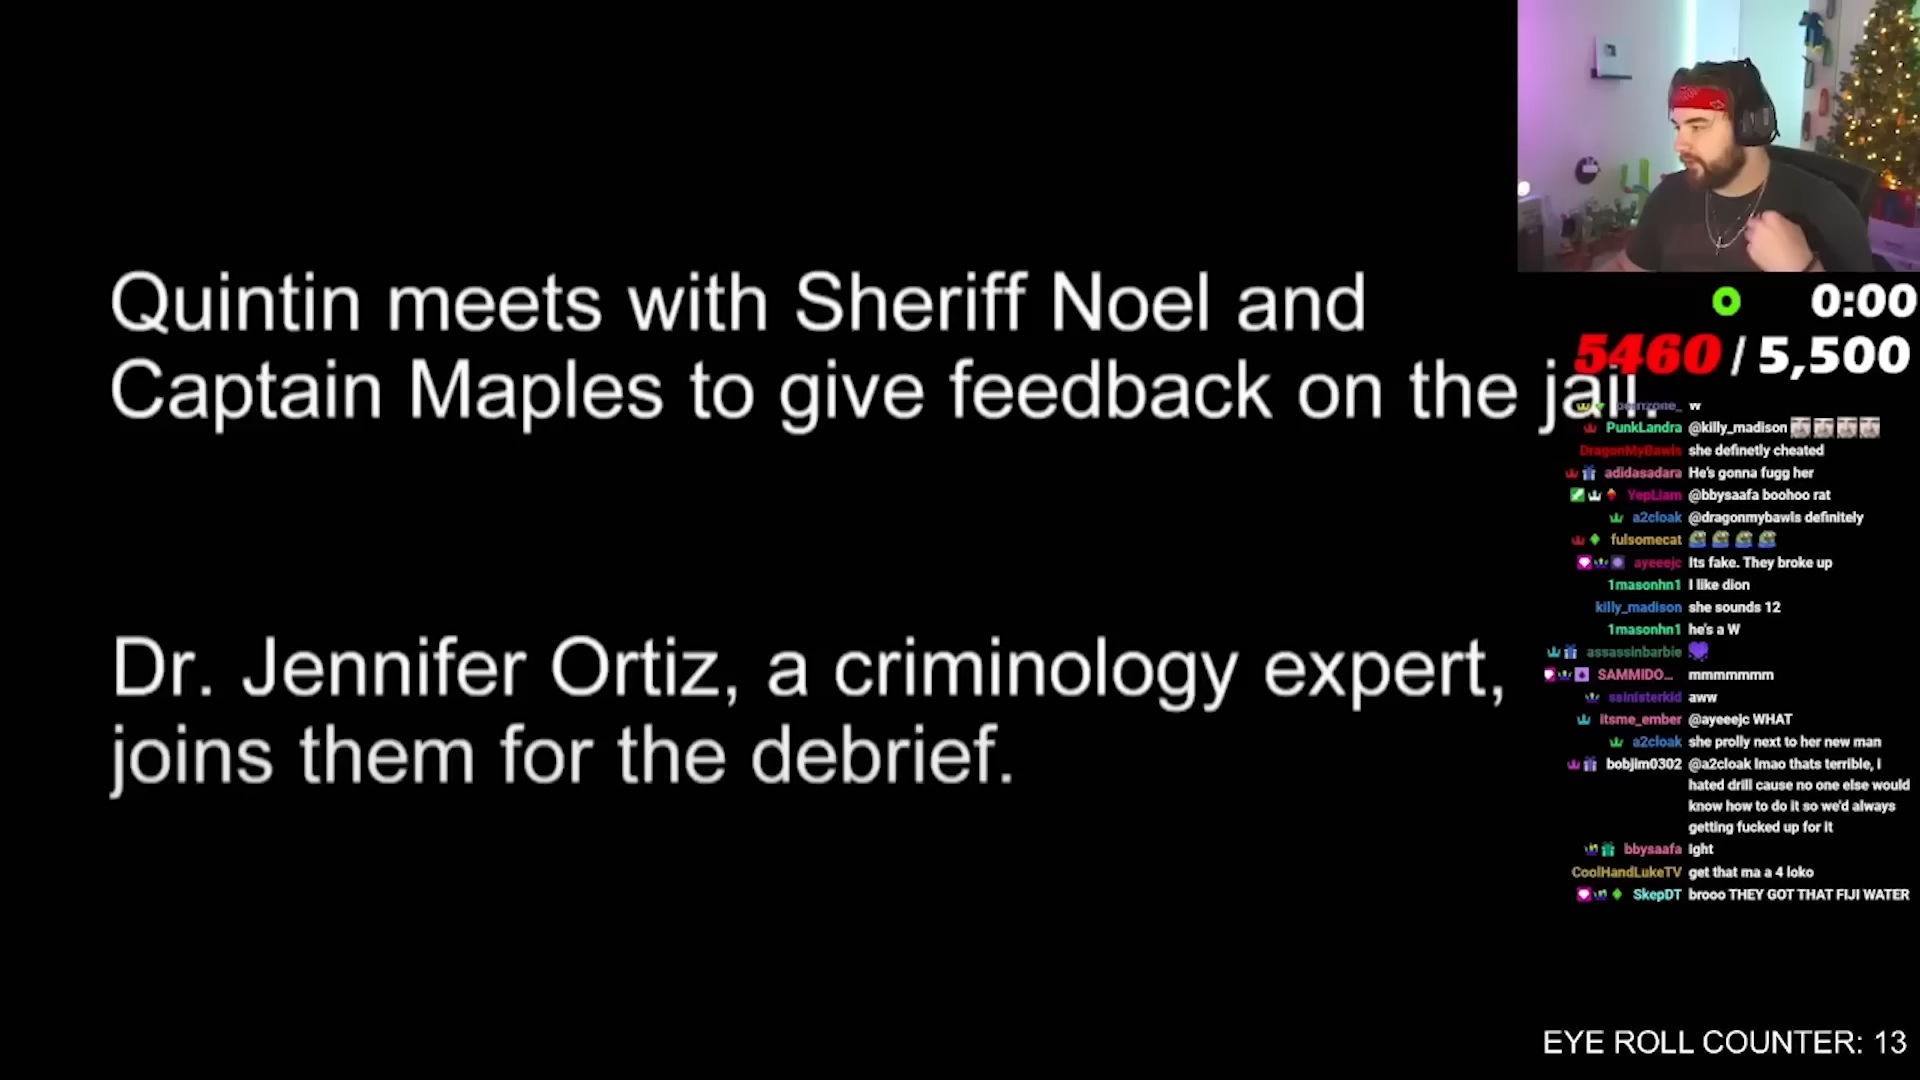 Quintin meets with Sheriff Noel and
Captain Maples to give feedback on the jail.
Dr. Jennifer Ortiz, a criminology expert,
joins them for the debrief.
0:00
5460 / 5,500
w
PunkLandra @killy_madison
DragonMyBawls she definetly cheated
adidasadara He's gonna fugg her
YepLiam @bbysaafa boohoo rat
a2cloak @dragonmybawls definitely
fulsomecat
ayeeejc Its fake. They broke up
1masonhn1 I like dion
killy_madison she sounds 12
1masonhn1 he's a W
assassinbarbie
SAMMIDO... mmmmmmm
ssinisterkid aww
itsme_ember @ayeeejc WHAT
a2cloak she prolly next to her new man
bobjim0302 @a2cloak lmao thats terrible, I
hated drill cause no one else would
know how to do it so we'd always
getting fucked up for it
bbysaafa ight
CoolHandLukeTV get that ma a 4 loko
SkepDT brooo THEY GOT THAT FIJI WATER
EYE ROLL COUNTER: 13